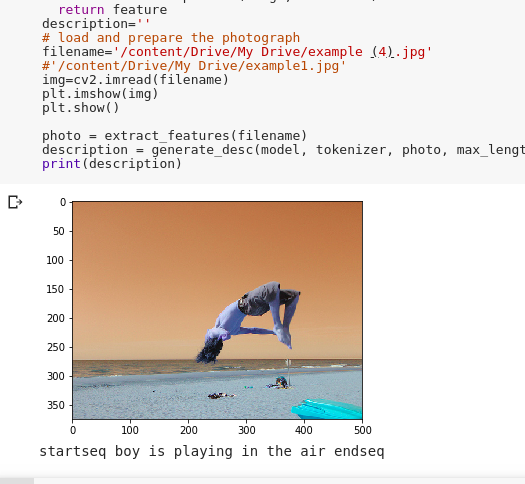 return feature
description=''
# load and prepare the photograph
filename='/content/Drive/My Drive/example (4).jpg'
#'/content/Drive/My Drive/example1.jpg'
img=cv2.imread(filename)
plt.imshow(img)
plt.show()
photo = extract_features(filename)
description = generate_desc(model, tokenizer, photo, max_lengt
print(description)
0
50
100
150
200
250
300
350
0 100 200 300 400 500
startseq boy is playing in the air endseq